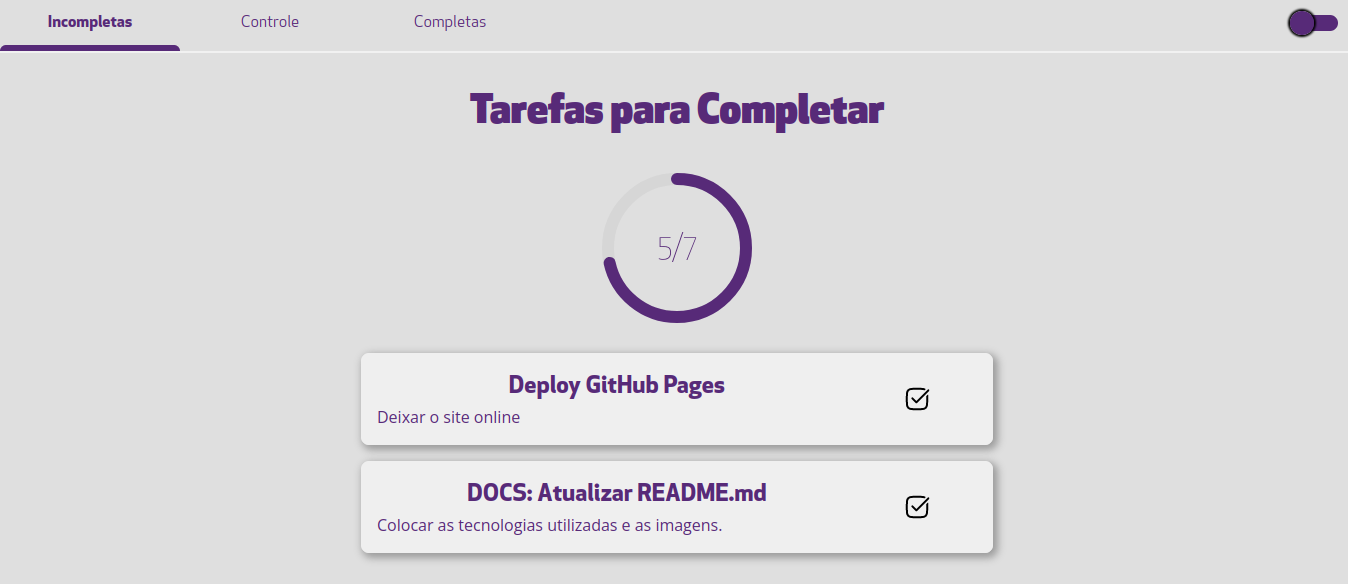 Incompletas
Controle
Completas
Tarefas para Completar
5/7
Deploy GitHub Pages
Deixar o site online
DOCS: Atualizar README.md
Colocar as tecnologias utilizadas e as imagens.